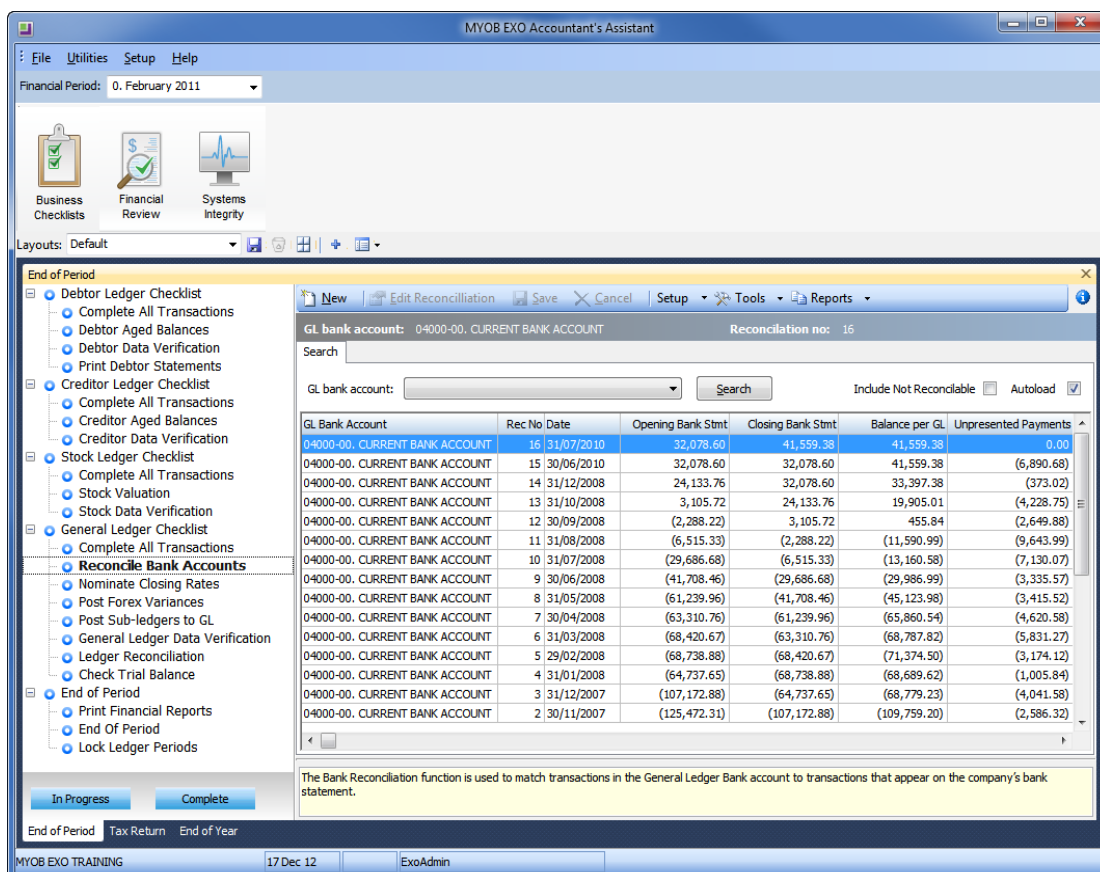 MYOB EXO Accountant's Assistant
File Utilities Setup Help
Financial Period: 0. February 2011
Business Checklists
Financial Review
Systems Integrity
Layouts: Default
End of Period
Debtor Ledger Checklist
Complete All Transactions
Debtor Aged Balances
Debtor Data Verification
Print Debtor Statements
Creditor Ledger Checklist
Complete All Transactions
Creditor Aged Balances
Creditor Data Verification
Stock Ledger Checklist
Complete All Transactions
Stock Valuation
Stock Data Verification
General Ledger Checklist
Complete All Transactions
Reconcile Bank Accounts
Nominate Closing Rates
Post Forex Variances
Post Sub-ledgers to GL
General Ledger Data Verification
Ledger Reconciliation
Check Trial Balance
End of Period
Print Financial Reports
End Of Period
Lock Ledger Periods
In Progress Complete
New Edit Reconcilliation Save Cancel Setup Tools Reports
GL bank account: 04000-00. CURRENT BANK ACCOUNT Reconcilation no: 16
Search
GL bank account: Search Include Not Reconcilable Autoload
GL Bank Account Rec No Date Opening Bank Stmt Closing Bank Stmt Balance per GL Unpresented Payments
04000-00. CURRENT BANK ACCOUNT 16 31/07/2010 32,078.60 41,559.38 41,559.38 0.00
04000-00. CURRENT BANK ACCOUNT 15 30/06/2010 32,078.60 32,078.60 41,559.38 (6,890.68)
04000-00. CURRENT BANK ACCOUNT 14 31/12/2008 24,133.76 32,078.60 33,397.38 (373.02)
04000-00. CURRENT BANK ACCOUNT 13 31/10/2008 3,105.72 24,133.76 19,905.01 (4,228.75)
04000-00. CURRENT BANK ACCOUNT 12 30/09/2008 (2,288.22) 3,105.72 455.84 (2,649.88)
04000-00. CURRENT BANK ACCOUNT 11 31/08/2008 (6,515.33) (2,288.22) (11,590.99) (9,643.99)
04000-00. CURRENT BANK ACCOUNT 10 31/07/2008 (29,686.68) (6,515.33) (13,160.58) (7,130.07)
04000-00. CURRENT BANK ACCOUNT 9 30/06/2008 (41,708.46) (29,686.68) (29,986.99) (3,335.57)
04000-00. CURRENT BANK ACCOUNT 8 31/05/2008 (61,239.96) (41,708.46) (45,123.98) (3,415.52)
04000-00. CURRENT BANK ACCOUNT 7 30/04/2008 (63,310.76) (61,239.96) (65,860.54) (4,620.58)
04000-00. CURRENT BANK ACCOUNT 6 31/03/2008 (68,420.67) (63,310.76) (68,787.82) (5,831.27)
04000-00. CURRENT BANK ACCOUNT 5 29/02/2008 (68,738.88) (68,420.67) (71,374.50) (3,174.12)
04000-00. CURRENT BANK ACCOUNT 4 31/01/2008 (64,737.65) (68,738.88) (68,689.62) (1,005.84)
04000-00. CURRENT BANK ACCOUNT 3 31/12/2007 (107,172.88) (64,737.65) (68,779.23) (4,041.58)
04000-00. CURRENT BANK ACCOUNT 2 30/11/2007 (125,472.31) (107,172.88) (109,759.20) (2,586.32)
The Bank Reconciliation function is used to match transactions in the General Ledger Bank account to transactions that appear on the company's bank
statement.
End of Period Tax Return End of Year
MYOB EXO TRAINING 17 Dec 12 ExoAdmin